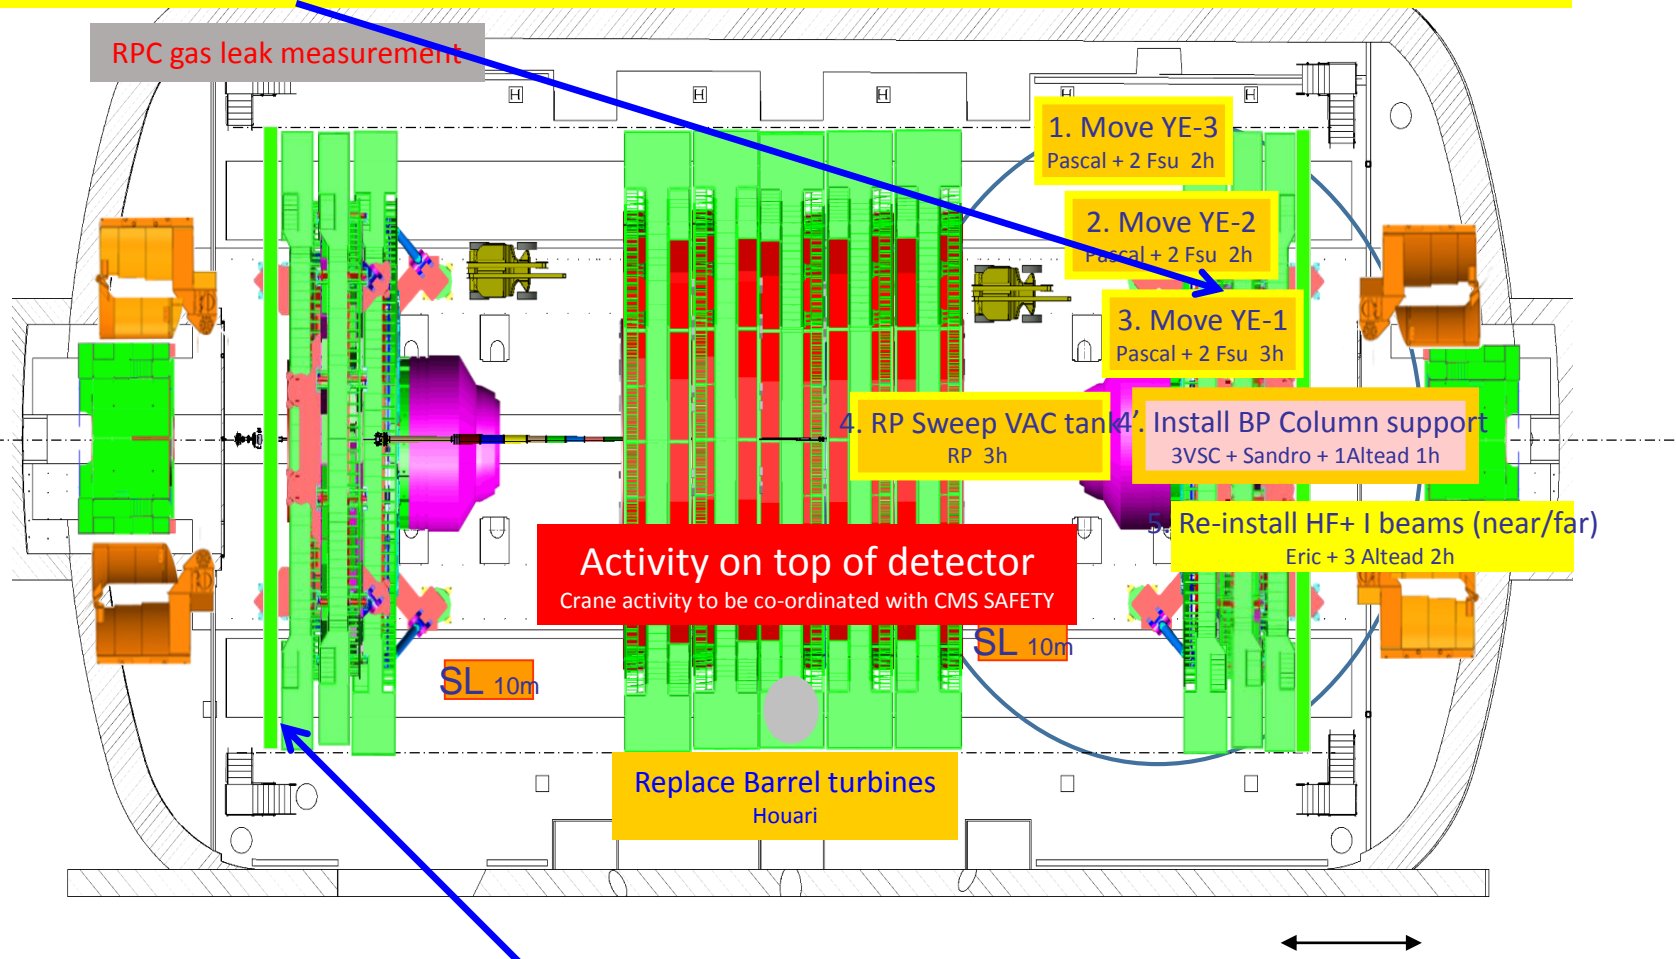 RPC gas leak measurement
H
H
H
H
H
1. Move YE-3
Pascal + 2 Fsu 2h
2. Move YE-2
Pascal + 2 Fsu 2h
3. Move YE-1
Pascal + 2 Fsu 3h
4. RP Sweep VAC tank
RP 3h
4’. Install BP Column support
3VSC + Sandro + 1Altead 1h
5. Re-install HF+ I beams (near/far)
Eric + 3 Altead 2h
Activity on top of detector
Crane activity to be co-ordinated with CMS SAFETY
SL 10m
SL 10m
Replace Barrel turbines
Houari